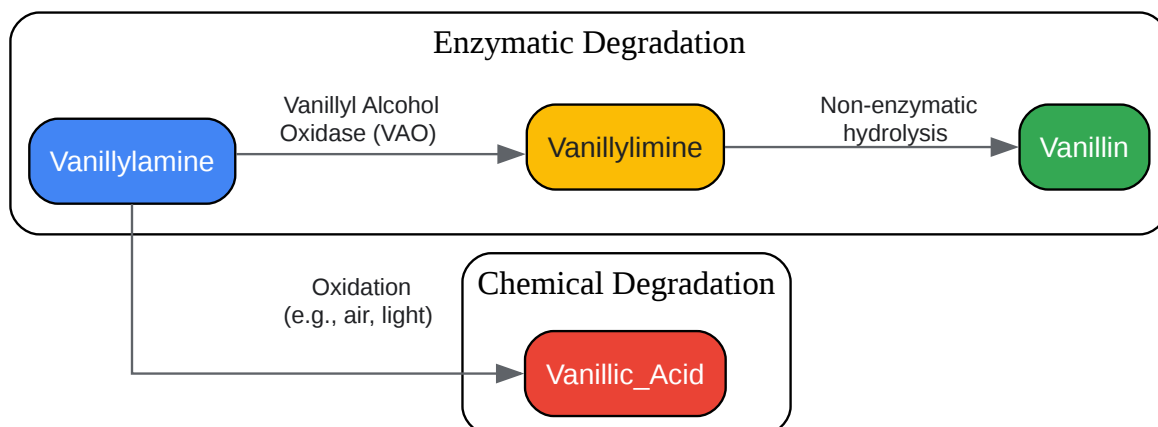 Enzymatic Degradation
Vanillyl Alcohol
Oxidase (VAO)
Non-enzymatic
hydrolysis
Vanillylamine
Vanillylimine
Vanillin
Oxidation
(e.g., air, light)
Chemical Degradation
Vanillic_Acid